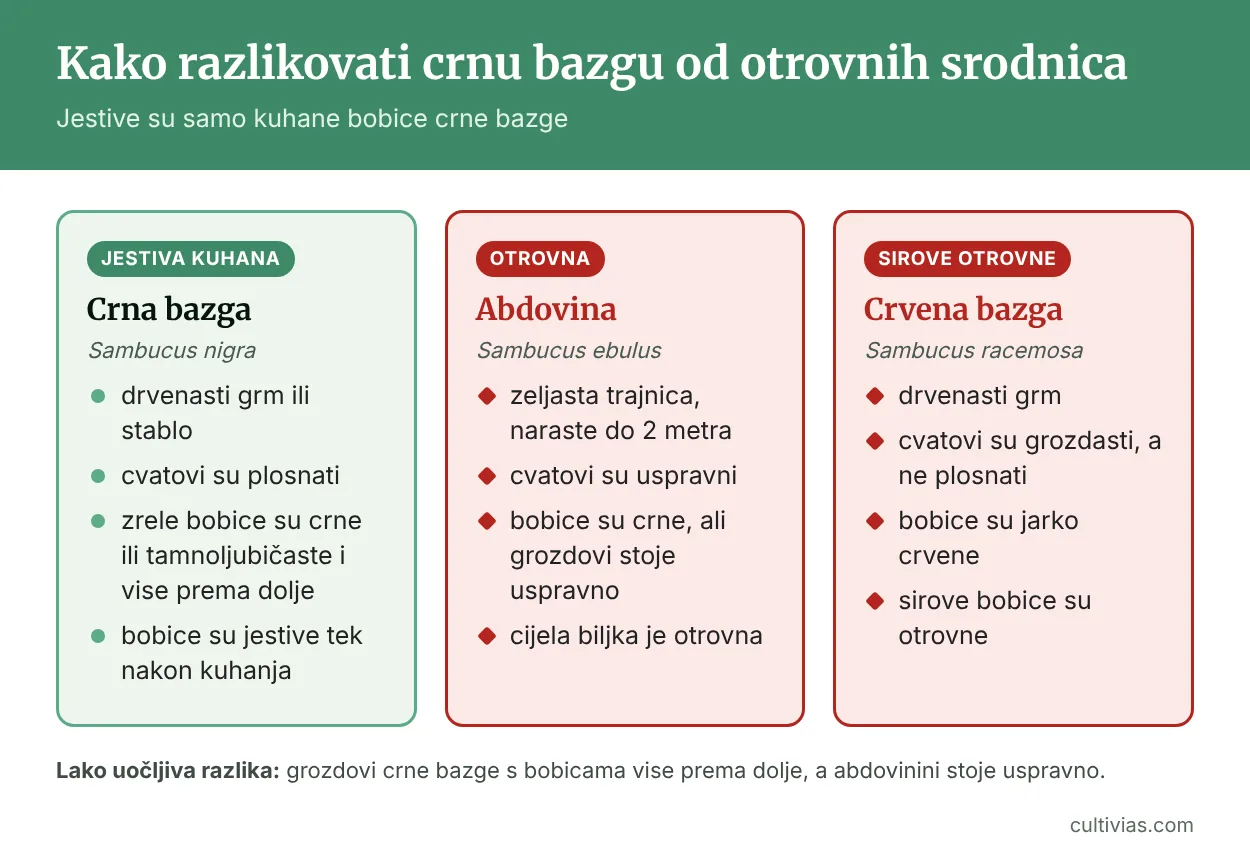 Kako razlikovati crnu bazgu od otrovnih srodnica
Jestive su samo kuhane bobice crne bazge
JESTIVA KUHANA
Crna bazga
Sambucus nigra
drvenasti grm ili
stablo
cvatovi su plosnati
zrele bobice su crne
ili tamnoljubičaste i
vise prema dolje
bobice su jestive tek
nakon kuhanja
OTROVNA
Abdovina
Sambucus ebulus
zeljasta trajnica,
naraste do 2 metra
cvatovi su uspravni
bobice su crne, ali
grozdovi stoje
uspravno
cijela biljka je otrovna
SIROVE OTROVNE
Crvena bazga
Sambucus racemosa
drvenasti grm
cvatovi su grozdasti, a
ne plosnati
bobice su jarko
crvene
sirove bobice su
otrovne
Lako uočljiva razlika: grozdovi crne bazge s bobicama vise prema dolje, a abdovinini stoje uspravno.
cultivias.com